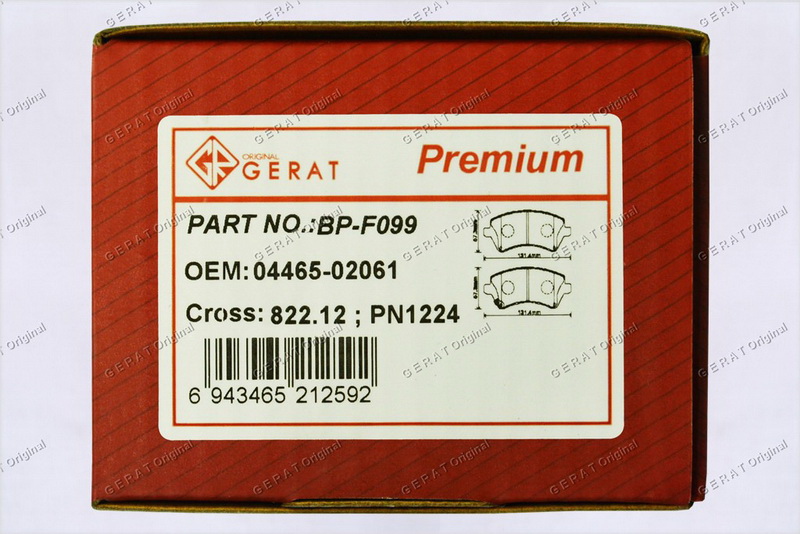 ORIGINAL
GERAT
Premium
PART NO.:BP-F099
OEM: 04465-02061
Cross: 822.12 ; PN1224
131.4mm
131.4mm
6 943465 212592
GERAT Original